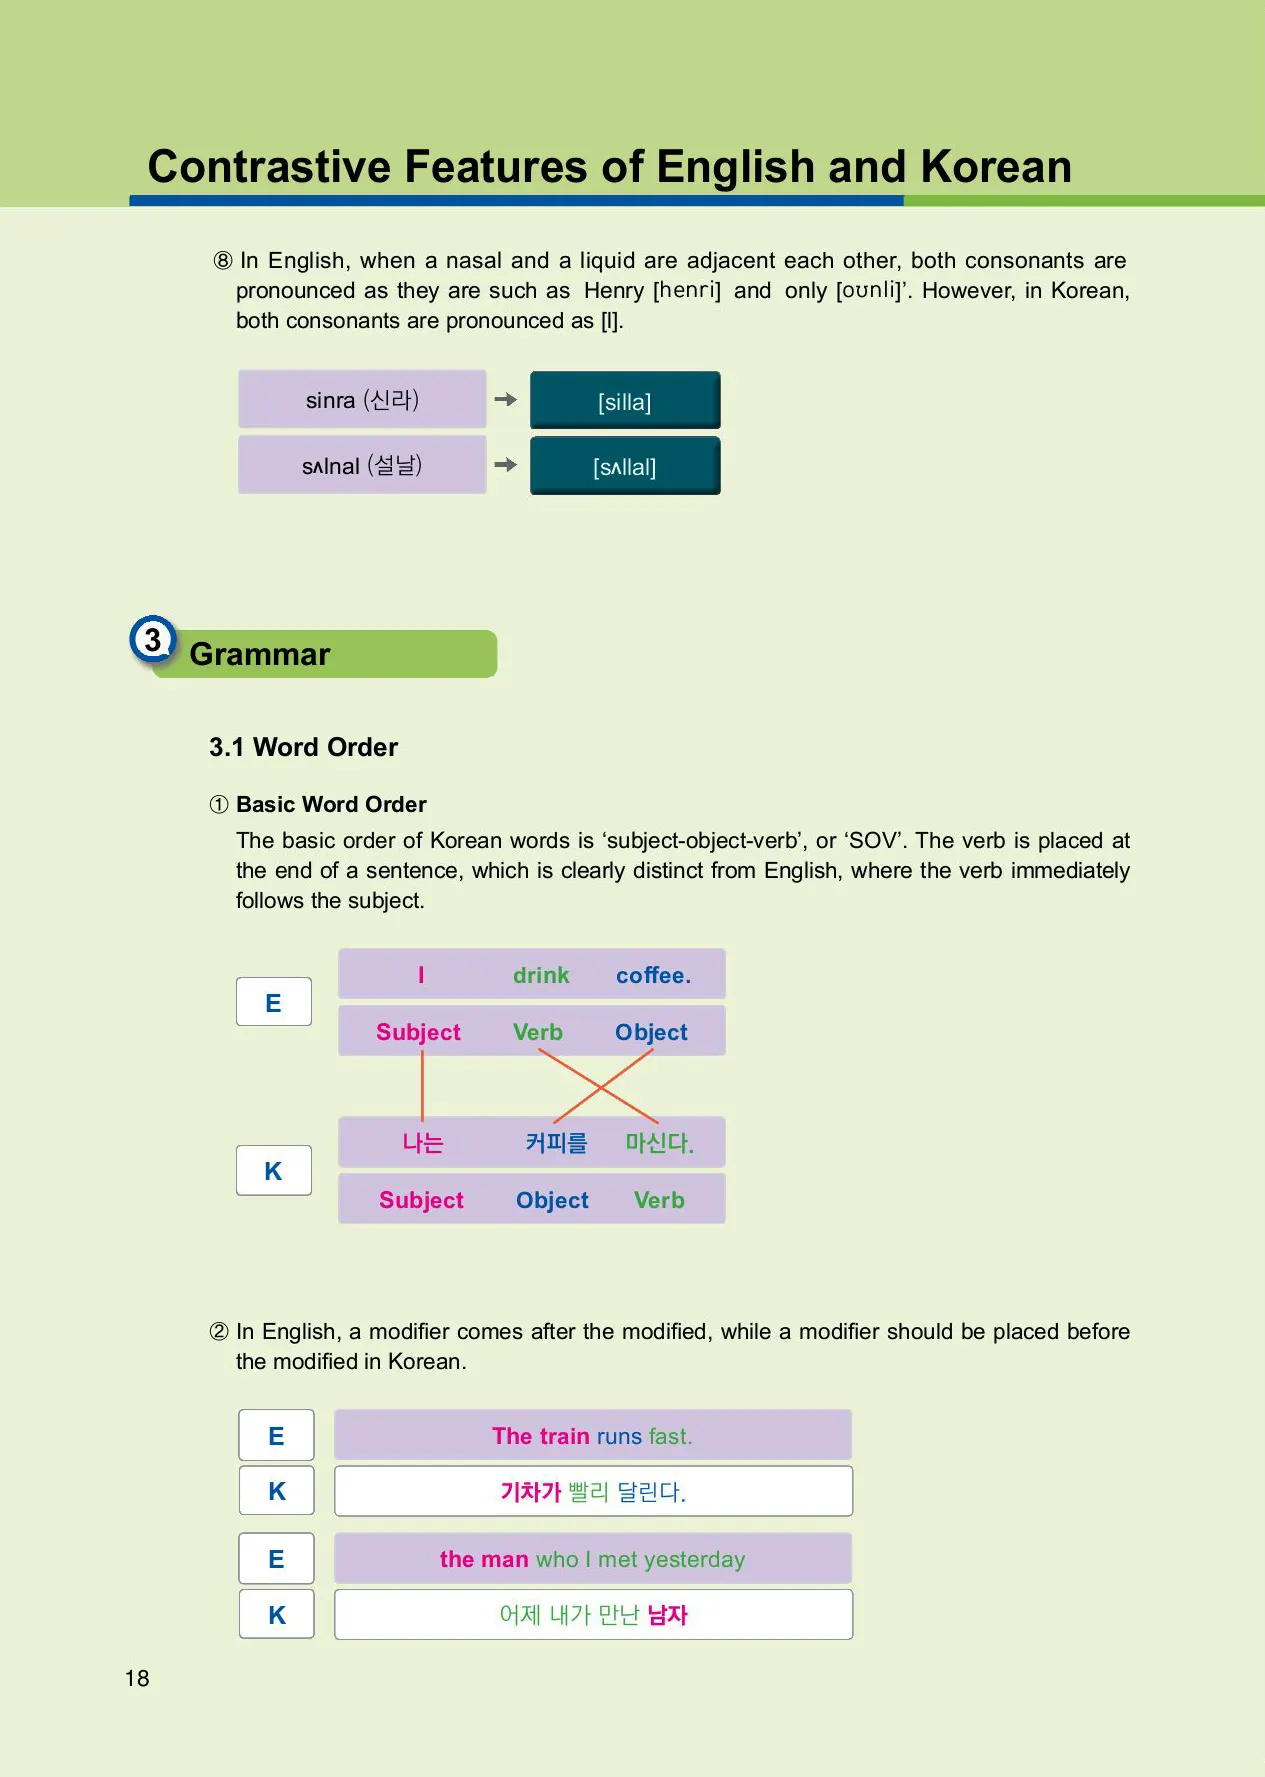 Contrastive Features of English and Korean
⑧ In English, when a nasal and a liquid are adjacent each other, both consonants are
pronounced as they are such as Henry [henri] and only [oʊnli]’. However, in Korean,
both consonants are pronounced as [l].
sinra (신라) ➔ [silla]
sʌlnal (설날) ➔ [sʌllal]
3 Grammar
3.1 Word Order
① Basic Word Order
The basic order of Korean words is ‘subject-object-verb’, or ‘SOV’. The verb is placed at
the end of a sentence, which is clearly distinct from English, where the verb immediately
follows the subject.
E
I drink coffee.
Subject Verb Object
K
나는 커피를 마신다.
Subject Object Verb
② In English, a modifier comes after the modified, while a modifier should be placed before
the modified in Korean.
E The train runs fast.
K 기차가 빨리 달린다.
E the man who I met yesterday
K 어제 내가 만난 남자
18